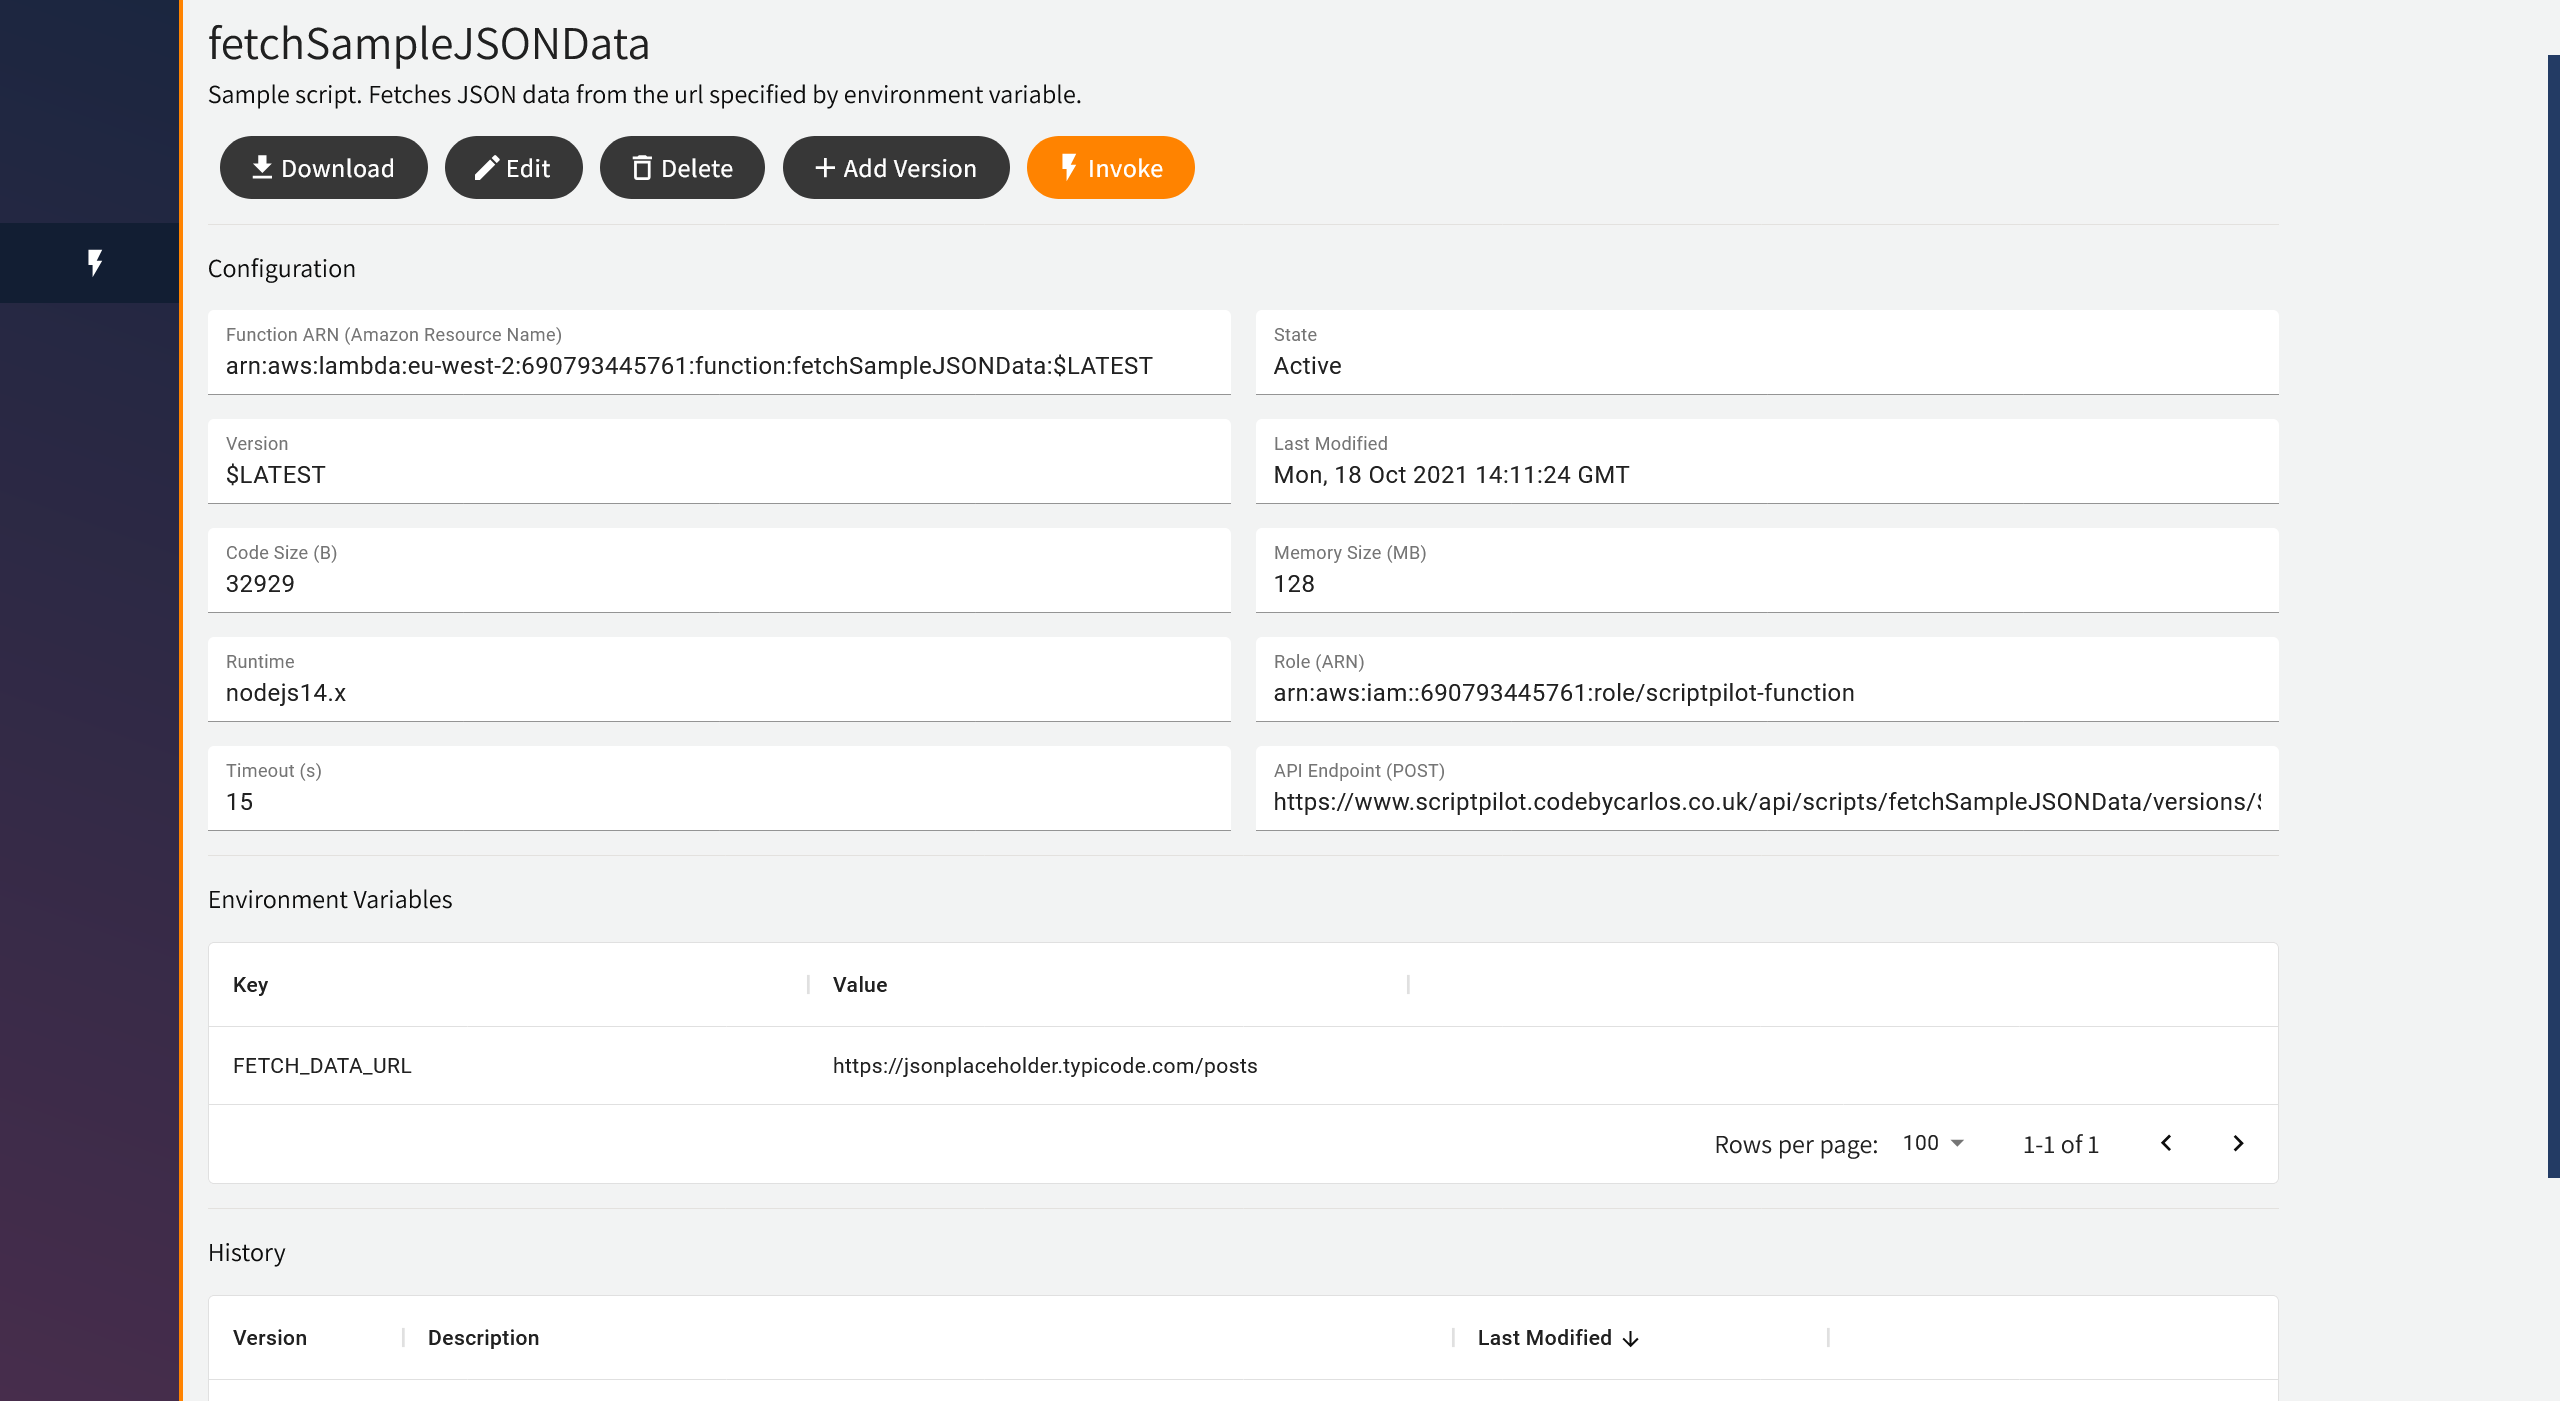 fetchSampleJSONData
Sample script. Fetches JSON data from the url specified by environment variable.
Download Edit Delete Add Version Invoke
Configuration
Function ARN (Amazon Resource Name)
arn:aws:lambda:eu-west-2:690793445761:function:fetchSampleJSONData:$LATEST
State
Active
Version
$LATEST
Last Modified
Mon, 18 Oct 2021 14:11:24 GMT
Code Size (B)
32929
Memory Size (MB)
128
Runtime
nodejs14.x
Role (ARN)
arn:aws:iam::690793445761:role/scriptpilot-function
Timeout (s)
15
API Endpoint (POST)
https://www.scriptpilot.codebycarlos.co.uk/api/scripts/fetchSampleJSONData/versions/$
Environment Variables
Key Value
FETCH_DATA_URL https://jsonplaceholder.typicode.com/posts
Rows per page: 100 1-1 of 1
History
Version Description Last Modified